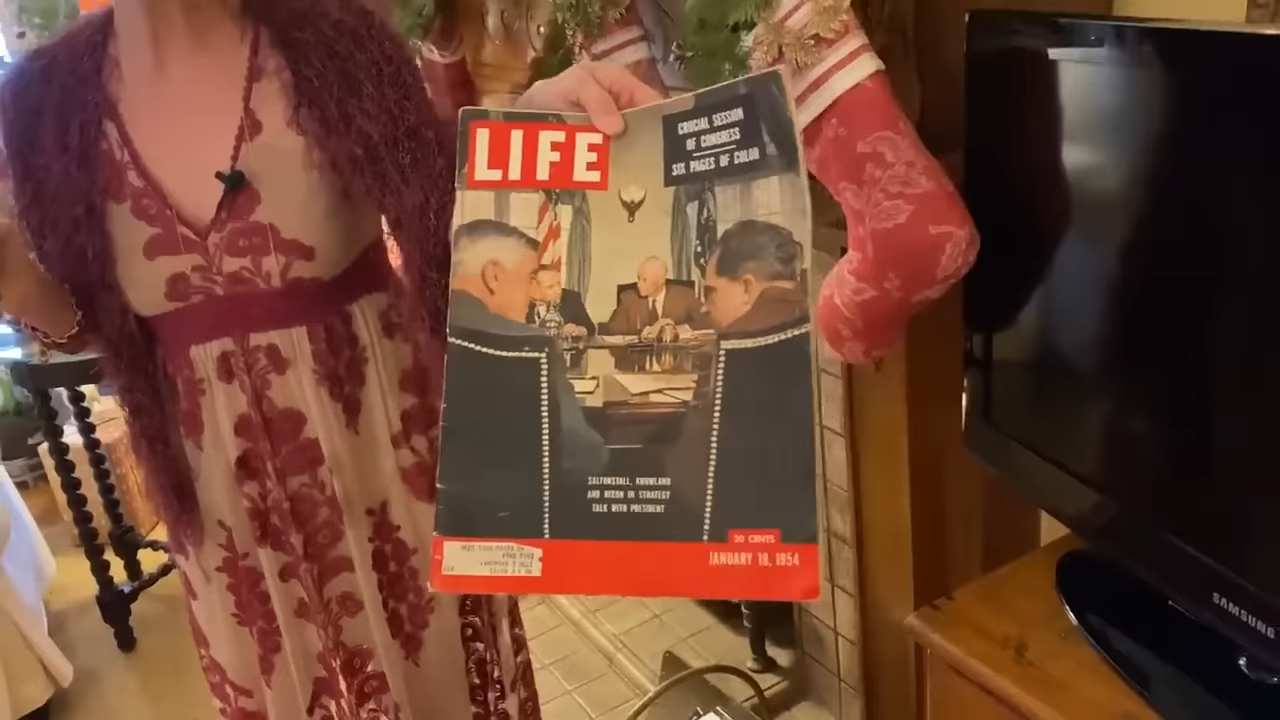 LIFE
CRUCIAL SESSION
OF CONGRESS
SIX PAGES OF COLOR
SALTONSTALL, KNOWLAND
AND NIXON IN STRATEGY
TALK WITH PRESIDENT
20 CENTS
JANUARY 18, 1954
SAMSUNG